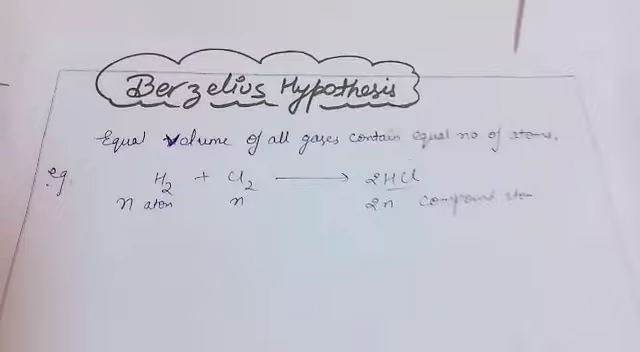 Berzelius Hypothesis
Equal Volume of all gases contain equal no of atoms.
eg. H₂ + Cl₂ → 2HCl
n atom n 2n compound atom